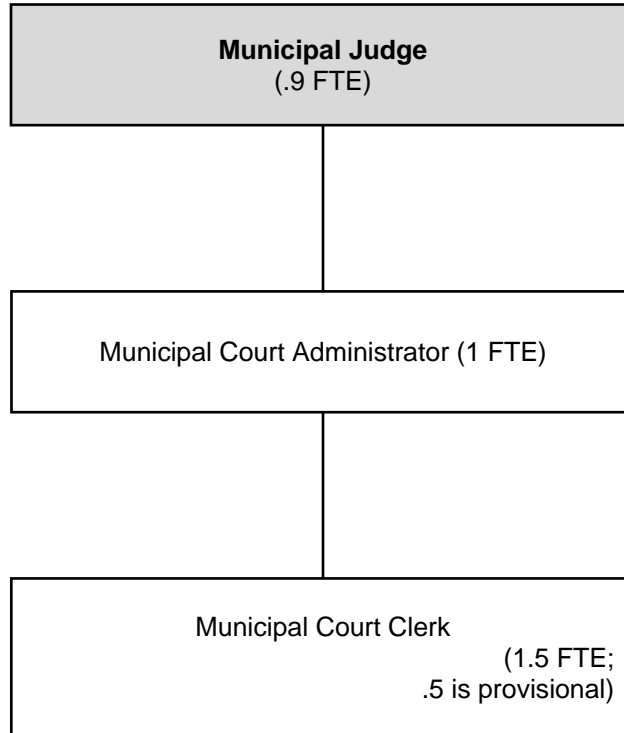 Municipal Judge
(.9 FTE)
Municipal Court Administrator (1 FTE)
Municipal Court Clerk
(1.5 FTE;
.5 is provisional)